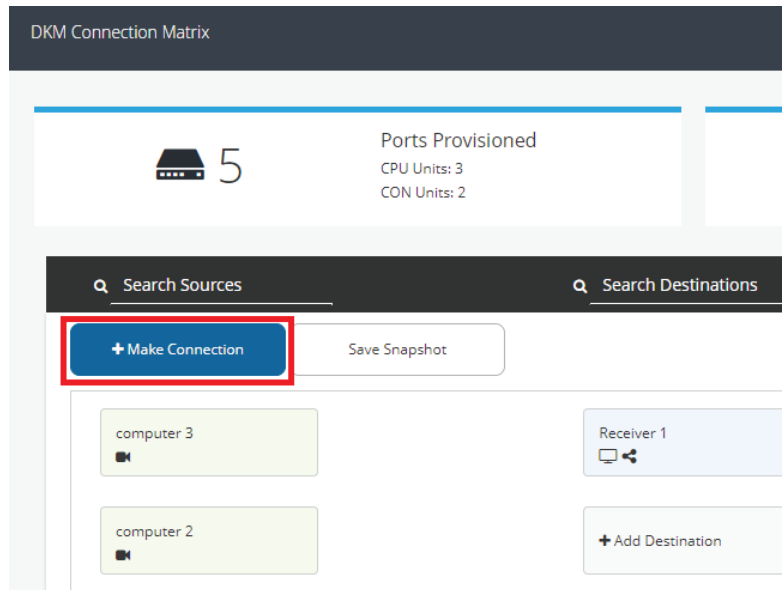 DKM Connection Matrix
5
Ports Provisioned
CPU Units: 3
CON Units: 2
Search Sources
Search Destinations
+ Make Connection
Save Snapshot
computer 3
Receiver 1
computer 2
+ Add Destination